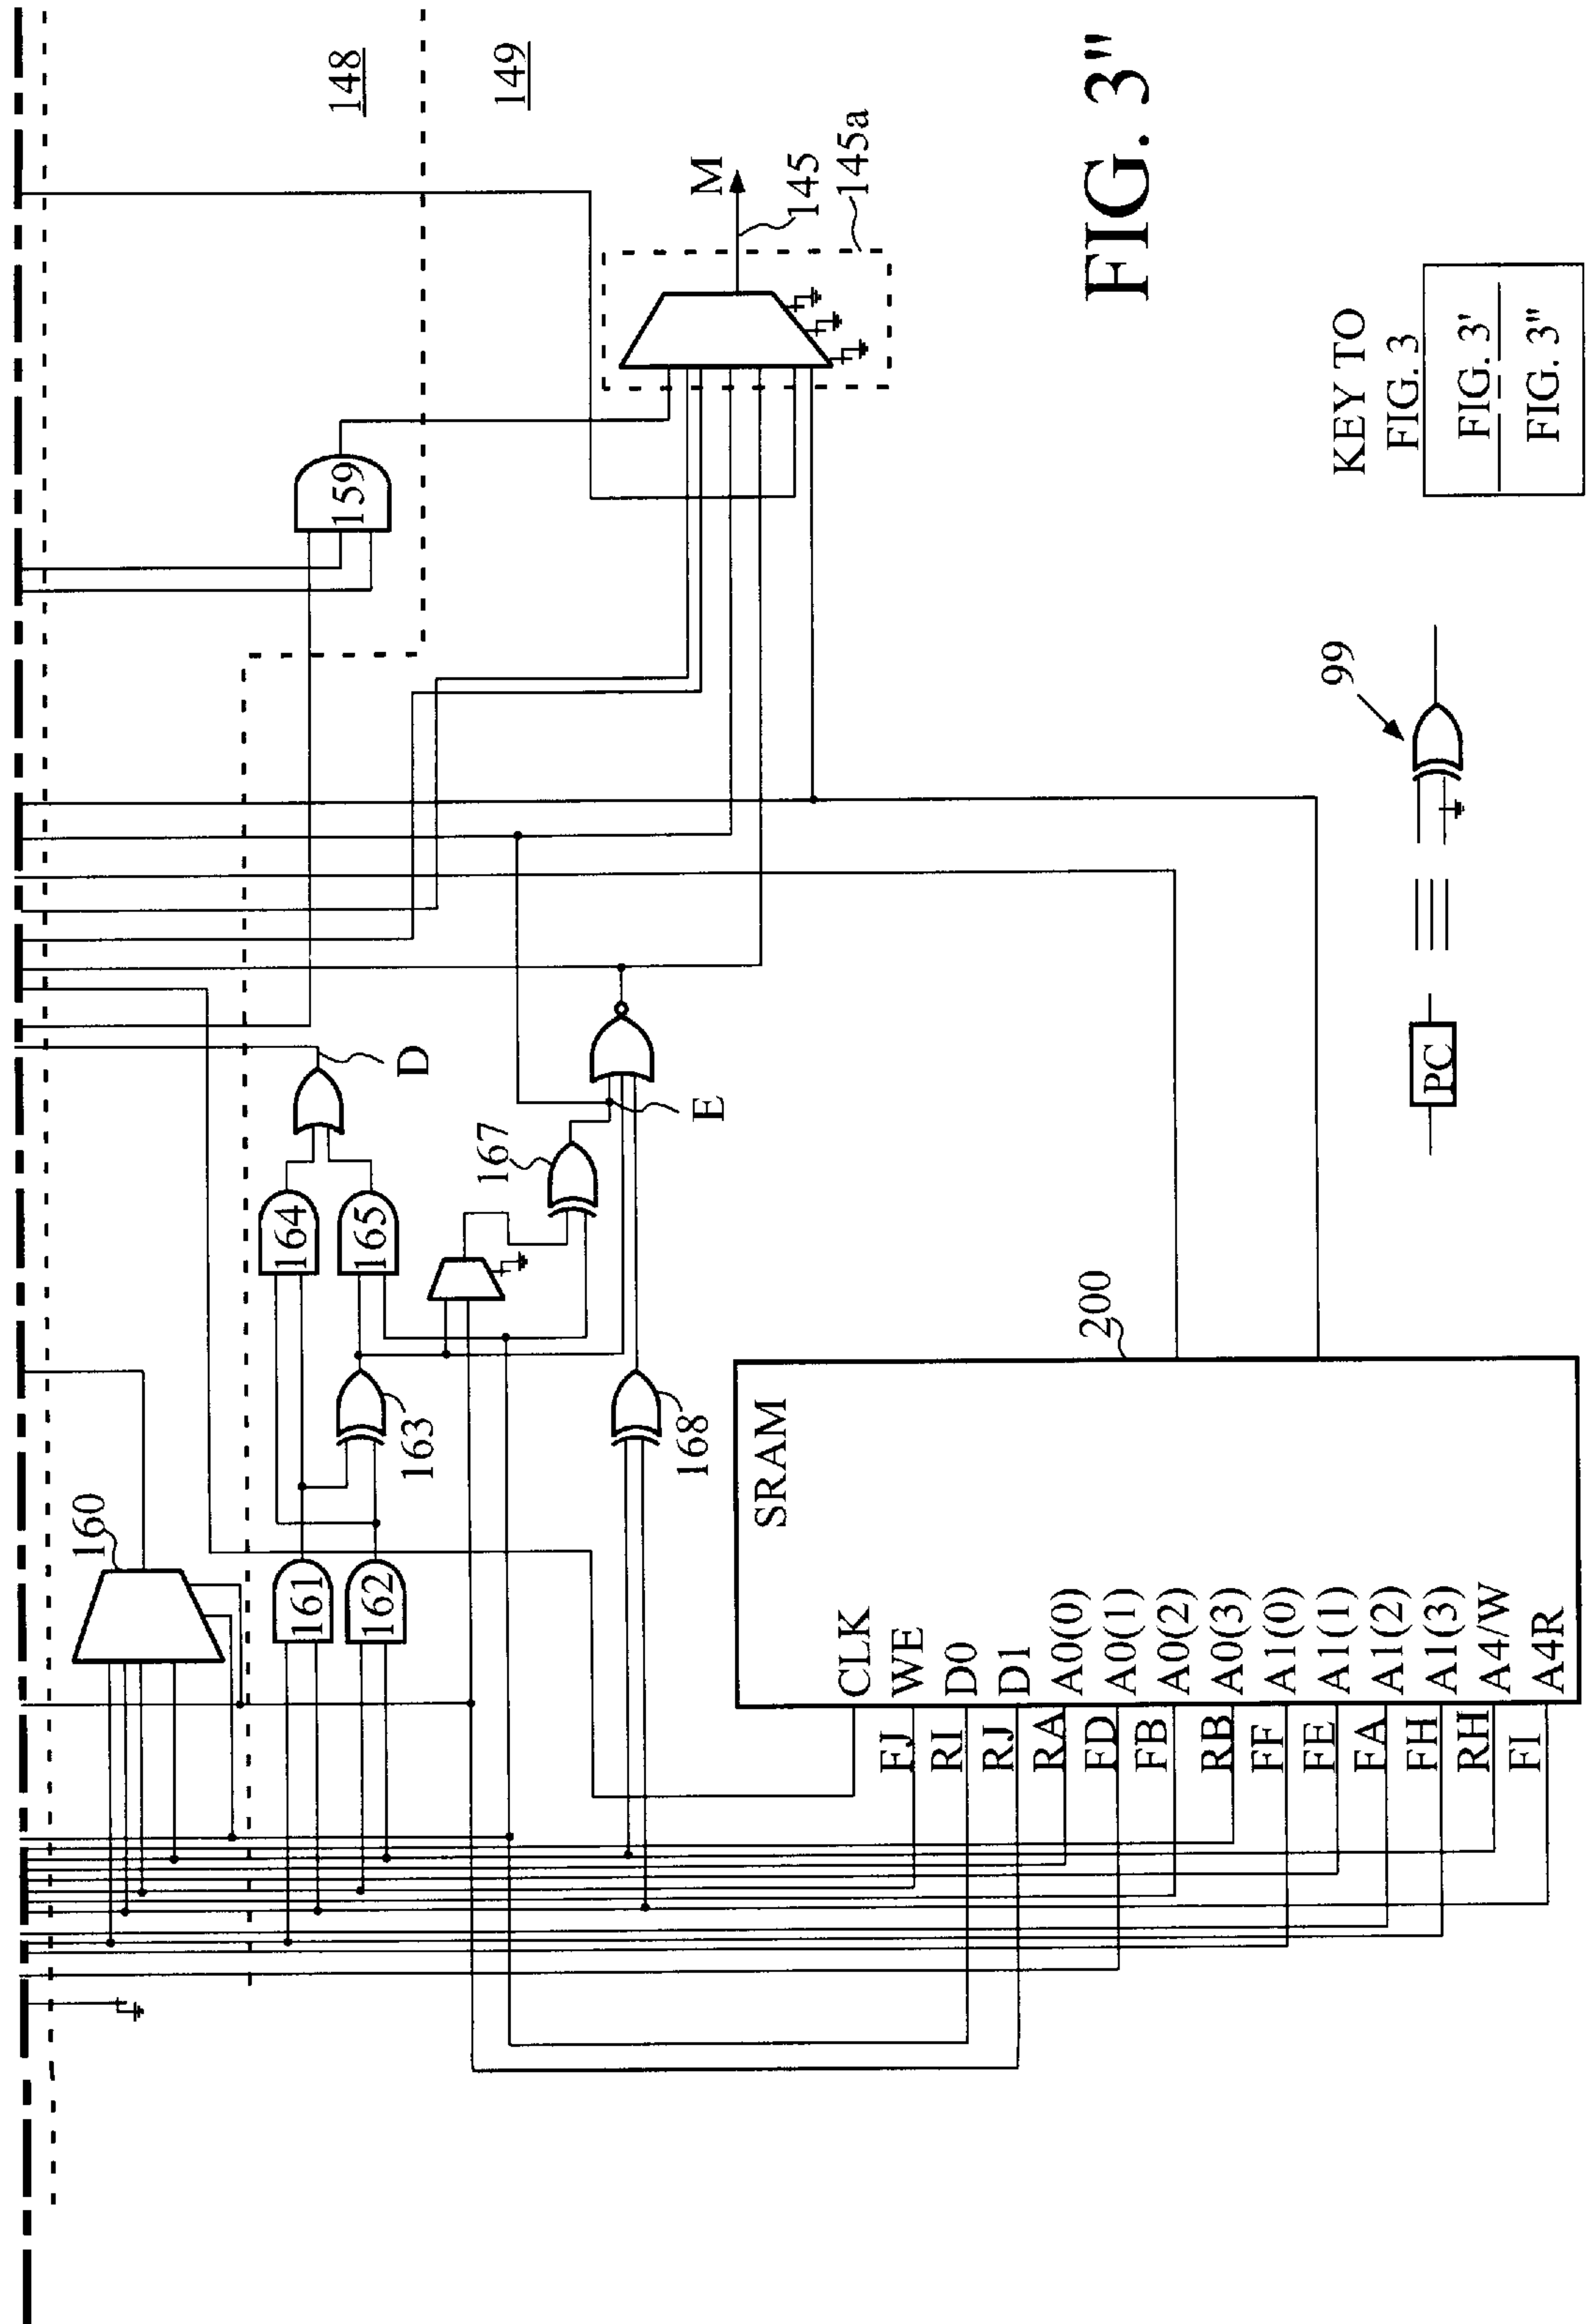 148
149
160
159
161
162
163
164
165
D
167
E
168
M
145
145a
200
SRAM
CLK
FJ WE
RI D0
RJ D1
RA A0(0)
FD A0(1)
FB A0(2)
RB A0(3)
FF A1(0)
FE A1(1)
FA A1(2)
FH A1(3)
RH A4/W
FI A4R
PC
99
FIG. 3"
KEY TO
FIG. 3
FIG. 3'
FIG. 3"